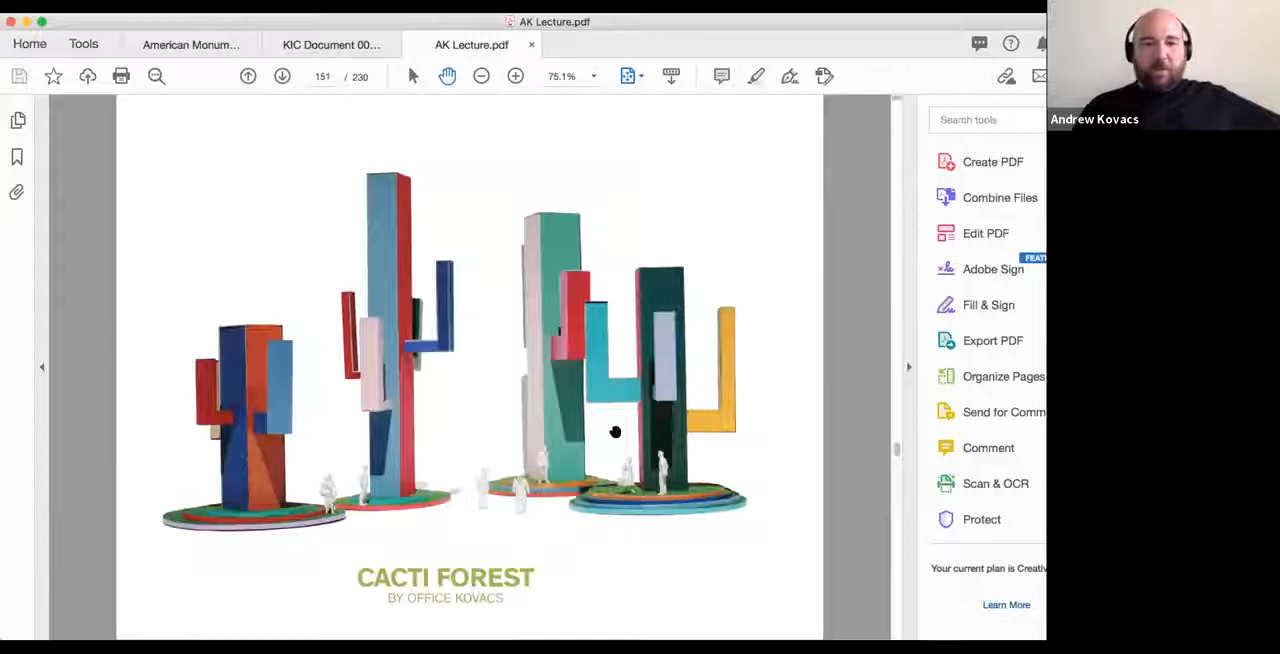 AK Lecture.pdf
Home
Tools
American Monum...
KIC Document 00...
AK Lecture.pdf
×
151 / 230
75.1%
Andrew Kovacs
Search tools
Create PDF
Combine Files
Edit PDF
FEAT
Adobe Sign
Fill & Sign
Export PDF
Organize Pages
Send for Comm
Comment
Scan & OCR
Protect
Your current plan is Creativ
Learn More
CACTI FOREST
BY OFFICE KOVACS